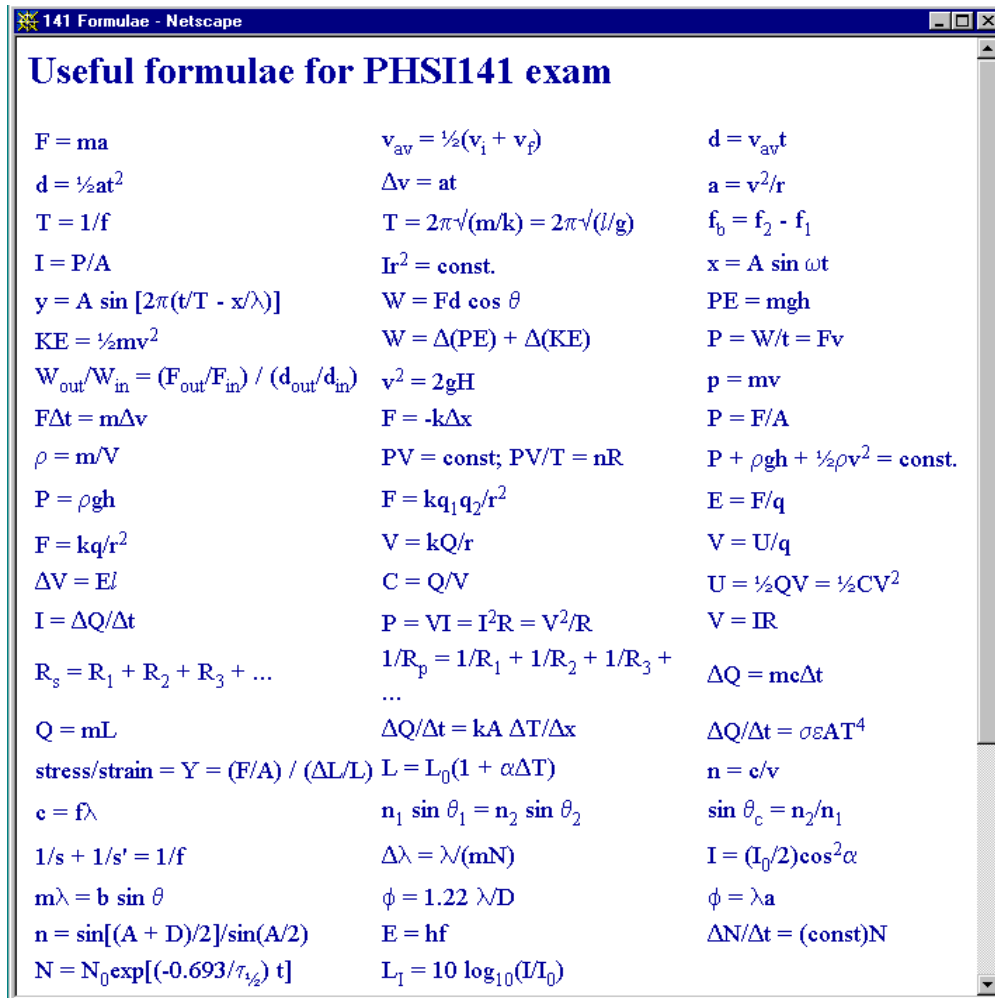 141 Formulae - Netscape
Useful formulae for PHSI141 exam
F = ma
v_av = ½(v_i + v_f)
d = v_av t
d = ½at²
Δv = at
a = v²/r
T = 1/f
T = 2π√(m/k) = 2π√(l/g)
f_b = f_2 - f_1
I = P/A
Ir² = const.
x = A sin ωt
y = A sin [2π(t/T - x/λ)]
W = Fd cos θ
PE = mgh
KE = ½mv²
W = Δ(PE) + Δ(KE)
P = W/t = Fv
W_out/W_in = (F_out/F_in) / (d_out/d_in)
v² = 2gH
p = mv
FΔt = mΔv
F = -kΔx
P = F/A
ρ = m/V
PV = const; PV/T = nR
P + ρgh + ½ρv² = const.
P = ρgh
F = kq_1q_2/r²
E = F/q
F = kq/r²
V = kQ/r
V = U/q
ΔV = El
C = Q/V
U = ½QV = ½CV²
I = ΔQ/Δt
P = VI = I²R = V²/R
V = IR
R_s = R_1 + R_2 + R_3 + ...
1/R_p = 1/R_1 + 1/R_2 + 1/R_3 +
...
ΔQ = mcΔt
Q = mL
ΔQ/Δt = kA ΔT/Δx
ΔQ/Δt = σεAT⁴
stress/strain = Y = (F/A) / (ΔL/L)
L = L_0(1 + αΔT)
n = c/v
c = fλ
n_1 sin θ_1 = n_2 sin θ_2
sin θ_c = n_2/n_1
1/s + 1/s' = 1/f
Δλ = λ/(mN)
I = (I_0/2)cos²α
mλ = b sin θ
ϕ = 1.22 λ/D
ϕ = λa
n = sin[(A + D)/2]/sin(A/2)
E = hf
ΔN/Δt = (const)N
N = N_0exp[(-0.693/τ_½) t]
L_I = 10 log_10(I/I_0)